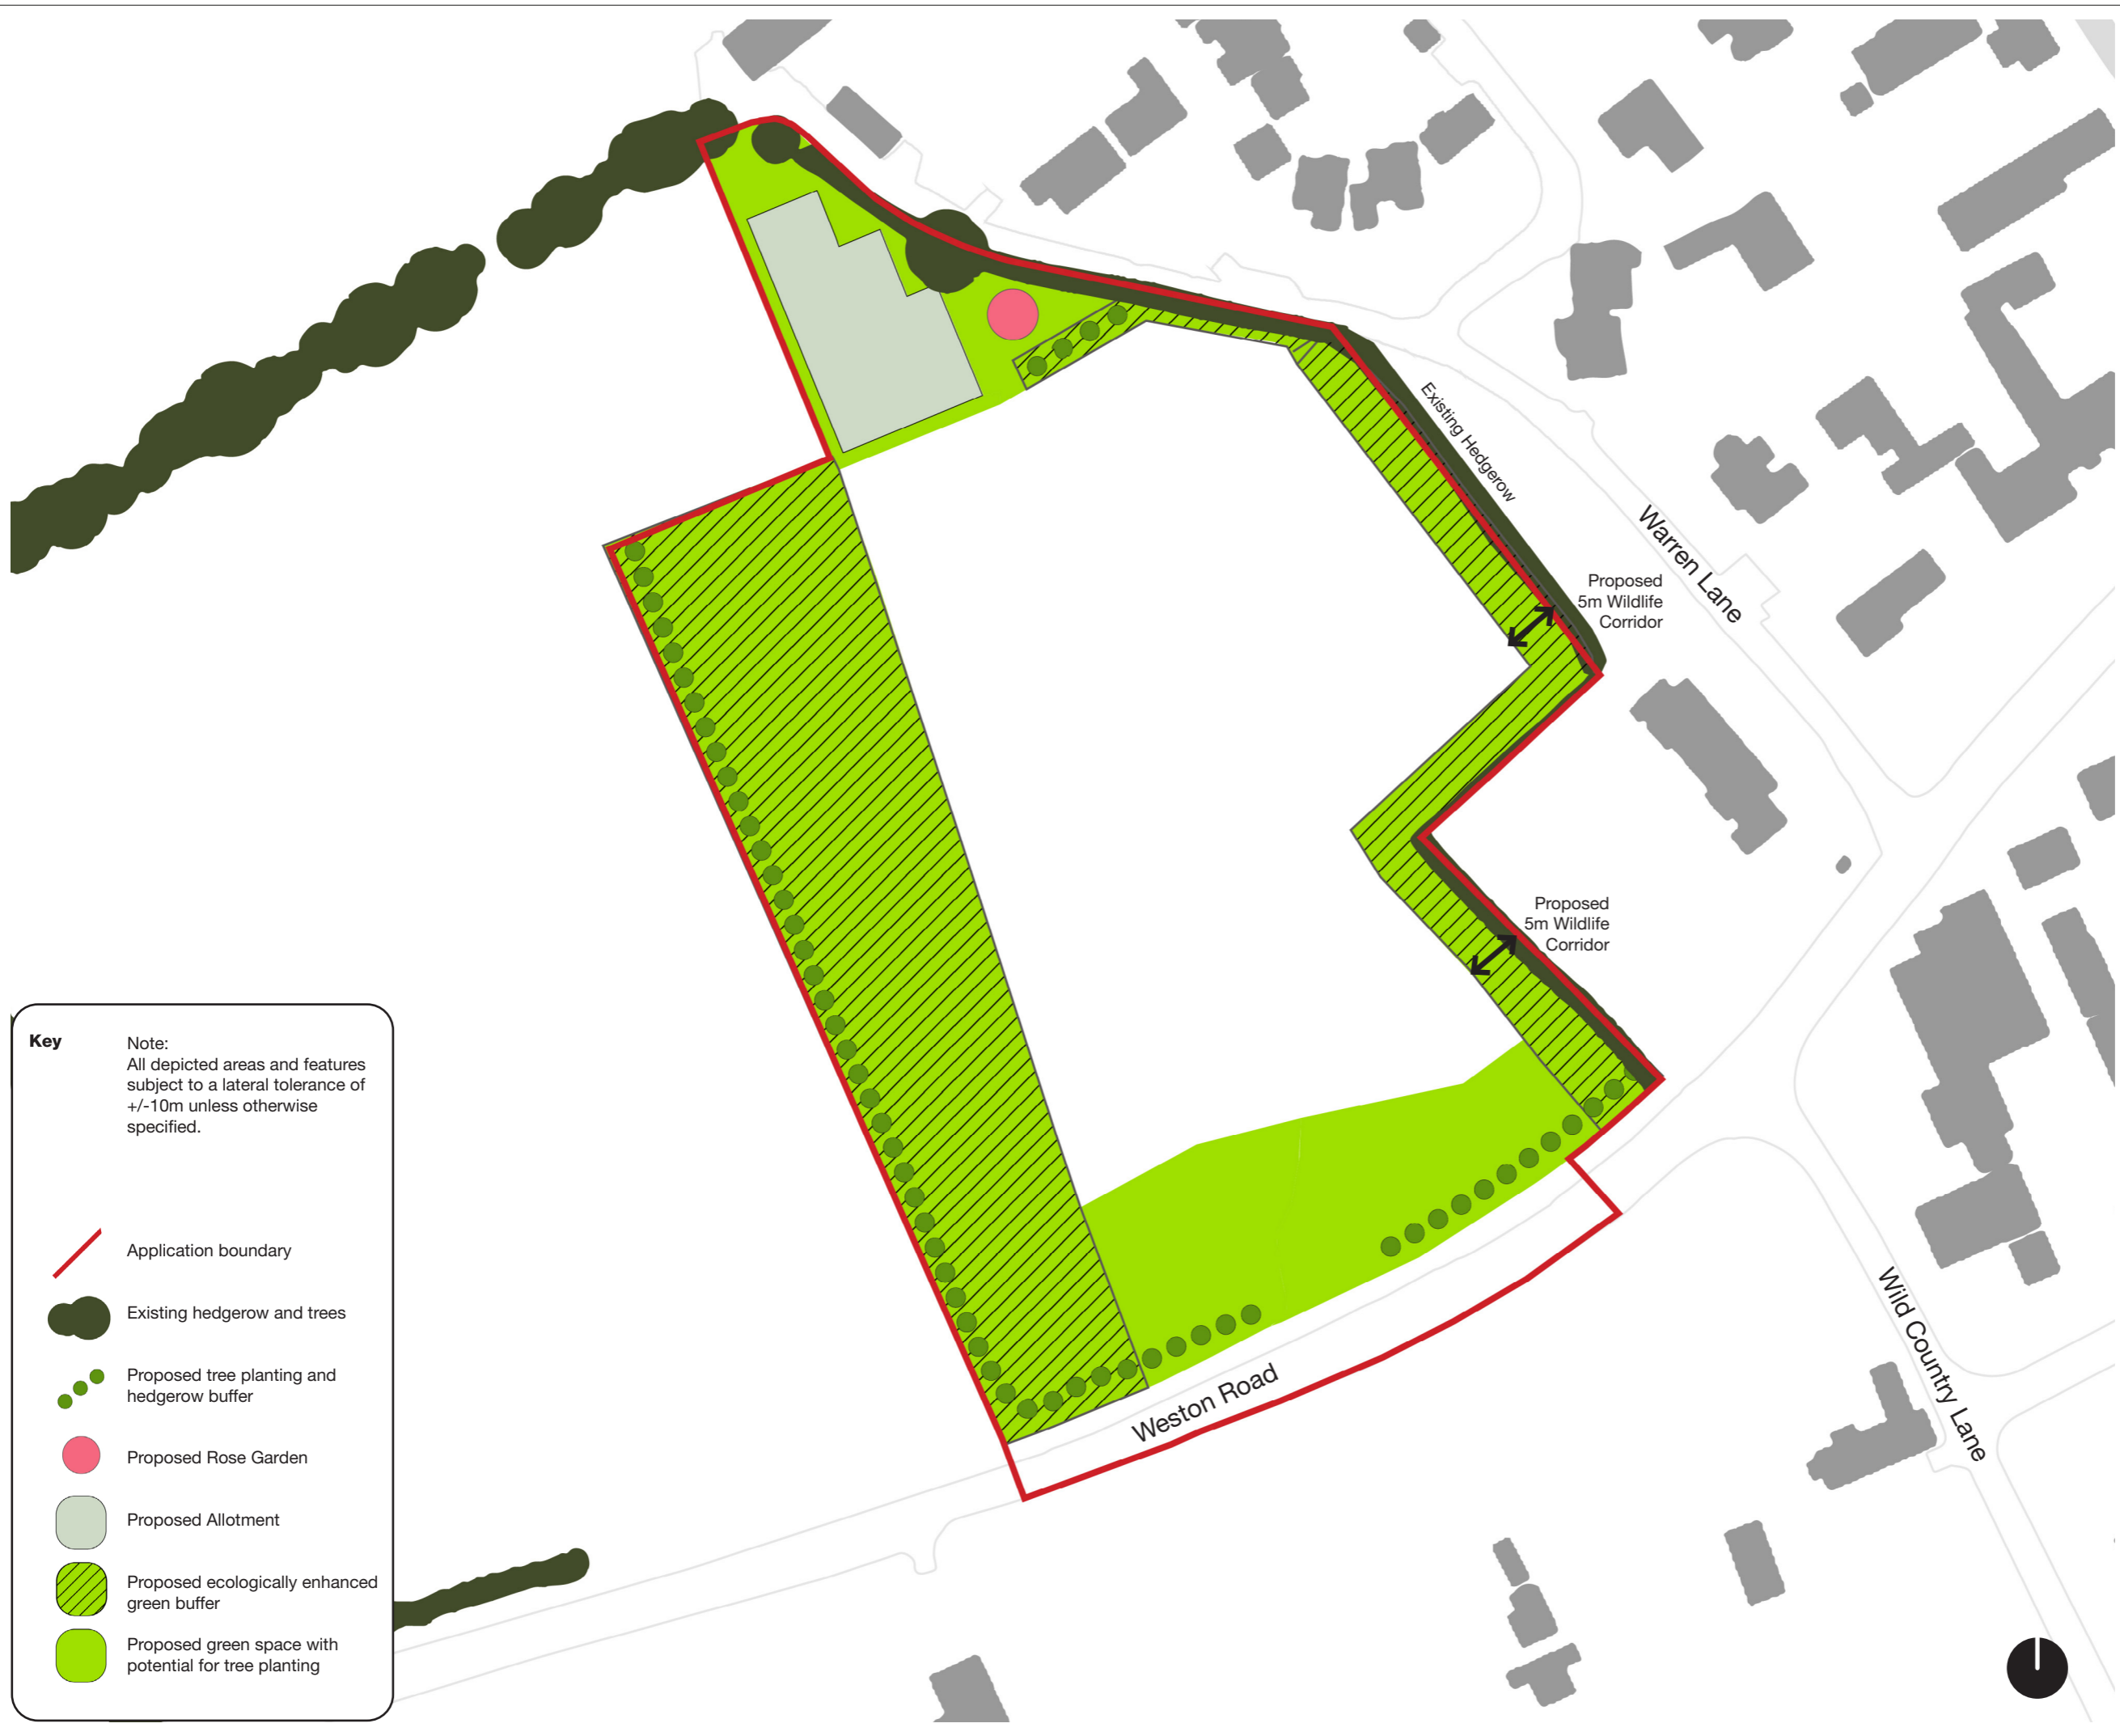 Existing Hedgerow
Warren Lane
Proposed
5m Wildlife
Corridor
Proposed
5m Wildlife
Corridor
Weston Road
Wild Country Lane
Key
Note:
All depicted areas and features
subject to a lateral tolerance of
+/-10m unless otherwise
specified.
Application boundary
Existing hedgerow and trees
Proposed tree planting and
hedgerow buffer
Proposed Rose Garden
Proposed Allotment
Proposed ecologically enhanced
green buffer
Proposed green space with
potential for tree planting